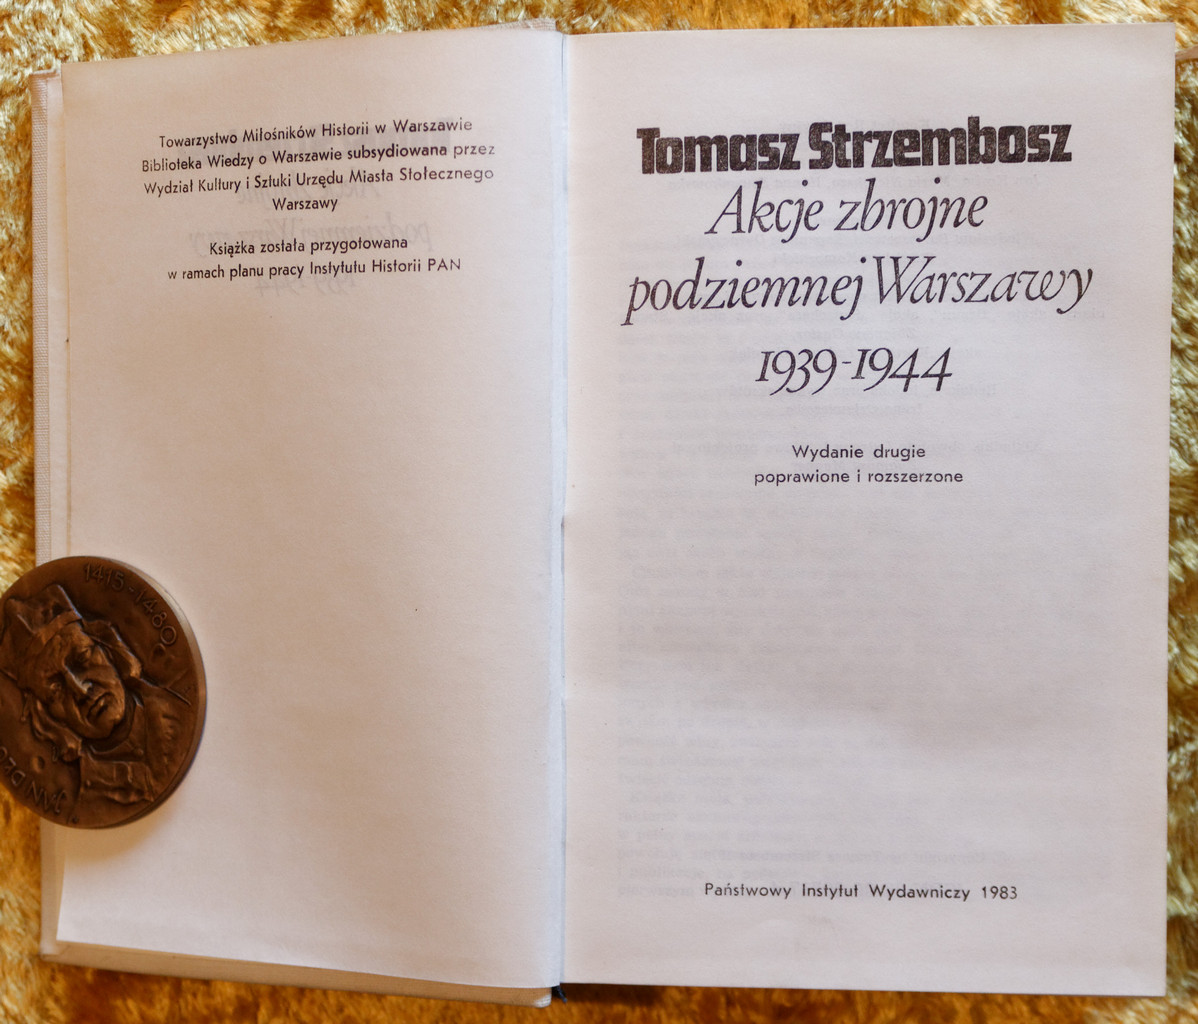 Towarzystwo Miłośników Historii w Warszawie
Biblioteka Wiedzy o Warszawie subsydiowana przez
Wydział Kultury i Sztuki Urzędu Miasta Stołecznego
Warszawy
Książka została przygotowana
w ramach planu pracy Instytutu Historii PAN
1415-1480
JAN DŁU
Tomasz Strzembosz
Akcje zbrojne
podziemnej Warszawy
1939-1944
Wydanie drugie
poprawione i rozszerzone
Państwowy Instytut Wydawniczy 1983